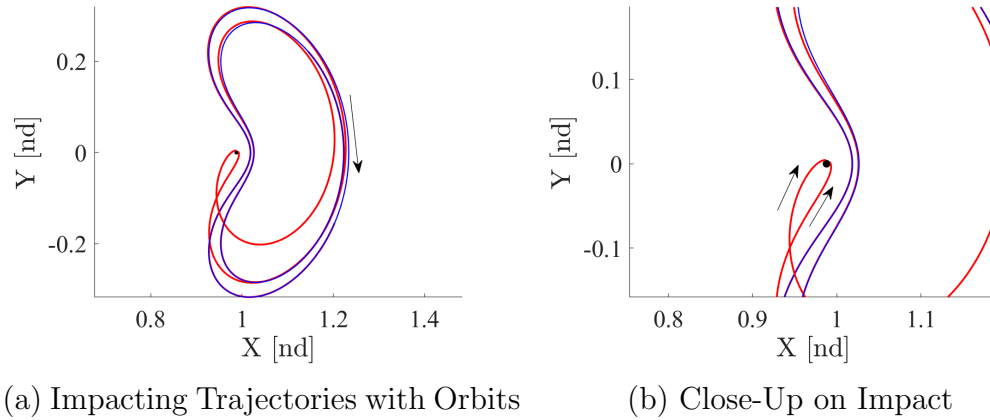 0.2
0
-0.2
Y [nd]
0.8
1
1.2
1.4
X [nd]
0.1
0
-0.1
Y [nd]
0.8
0.9
1
1.1
X [nd]
(a) Impacting Trajectories with Orbits
(b) Close-Up on Impact